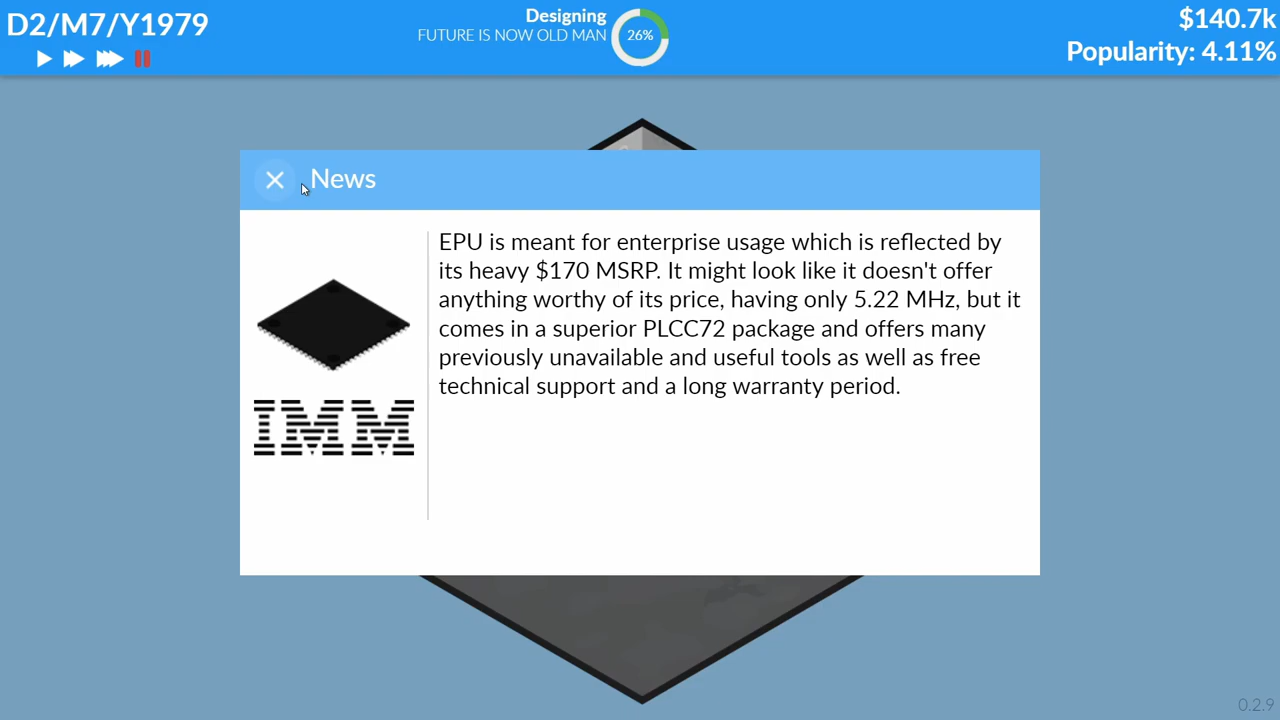 D2/M7/Y1979
Designing
FUTURE IS NOW OLD MAN
26%
$140.7k
Popularity: 4.11%
News
EPU is meant for enterprise usage which is reflected by
its heavy $170 MSRP. It might look like it doesn't offer
anything worthy of its price, having only 5.22 MHz, but it
comes in a superior PLCC72 package and offers many
previously unavailable and useful tools as well as free
technical support and a long warranty period.
IMM
0.2.9